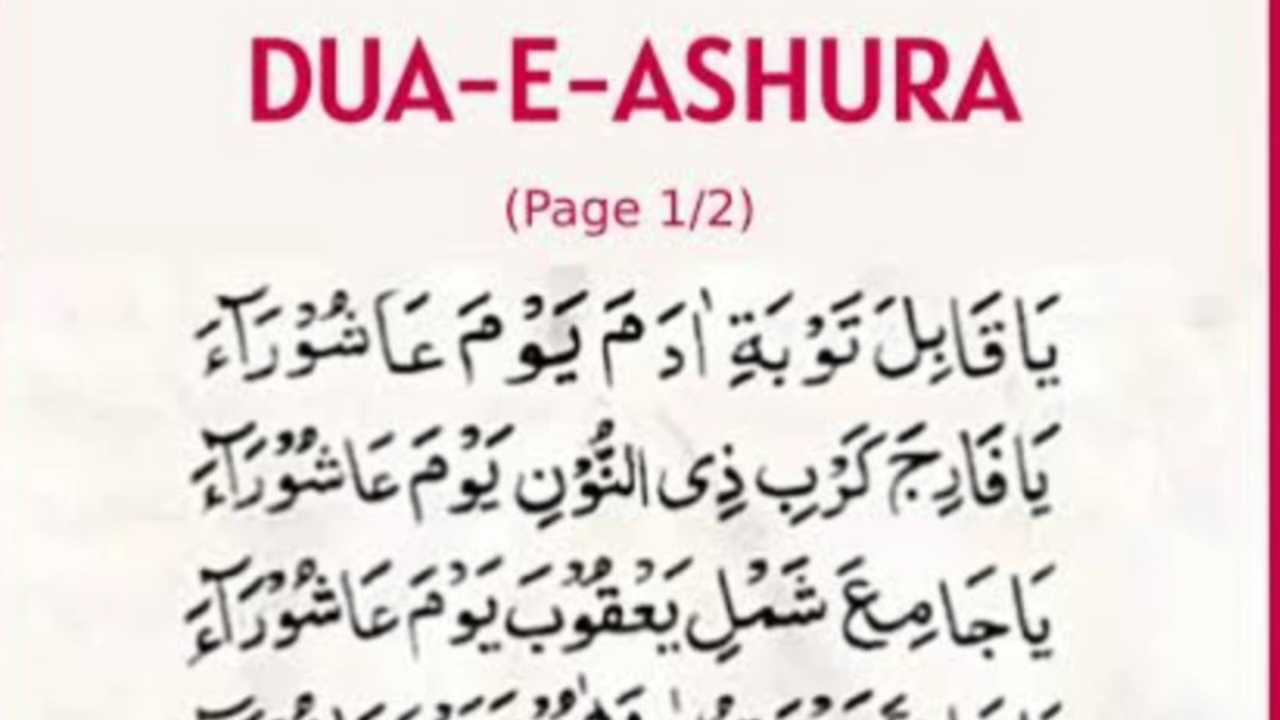 DUA-E-ASHURA
(Page 1/2)
يَا قَابِلَ تَوْبَةِ اٰدَمَ يَوْمَ عَاشُوْرَآءَ
يَا فَارِجَ كَرْبِ ذِى النُّوْنِ يَوْمَ عَاشُوْرَآءَ
يَا جَامِعَ شَمْلِ يَعْقُوْبَ يَوْمَ عَاشُوْرَآءَ